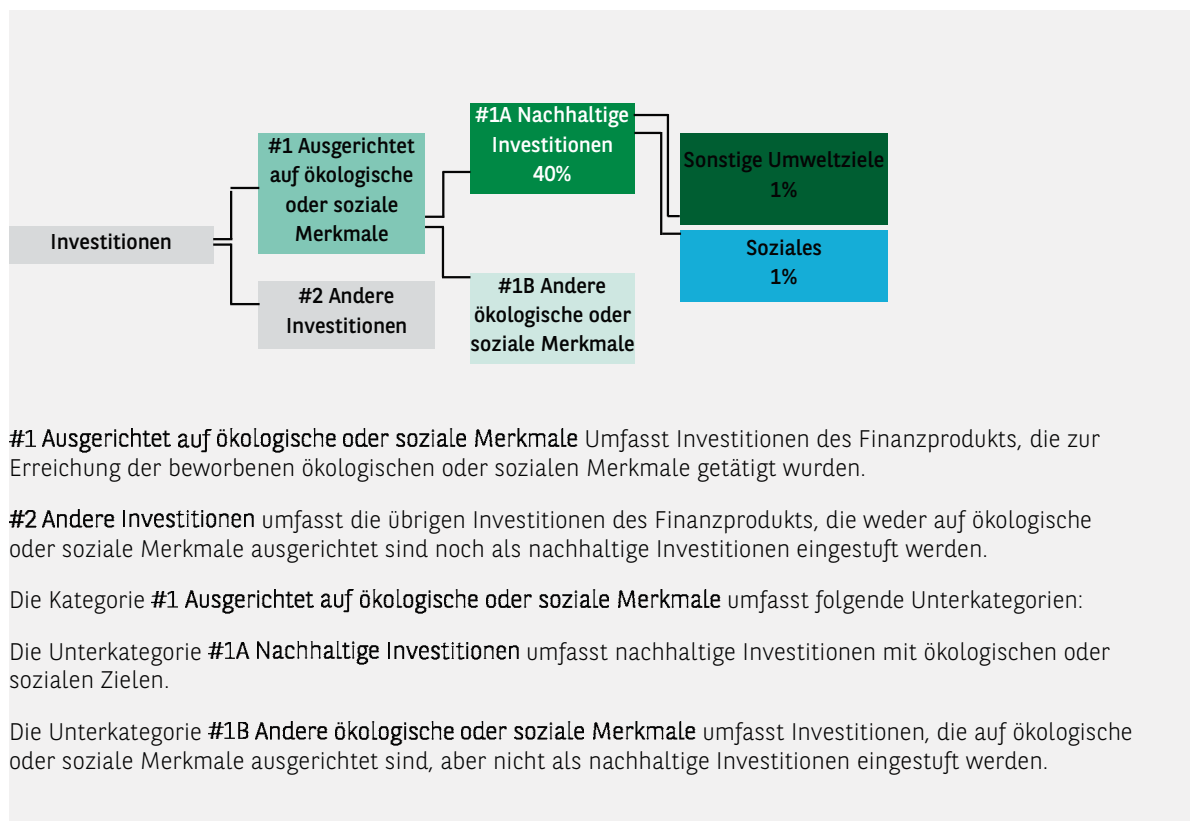 #1A Nachhaltige
Investitionen
40%
#1 Ausgerichtet
auf ökologische
oder soziale
Merkmale
Sonstige Umweltziele
1%
Investitionen
Soziales
1%
#2 Andere
Investitionen
#1B Andere
ökologische oder
soziale Merkmale
#1 Ausgerichtet auf ökologische oder soziale Merkmale Umfasst Investitionen des Finanzprodukts, die zur
Erreichung der beworbenen ökologischen oder sozialen Merkmale getätigt wurden.
#2 Andere Investitionen umfasst die übrigen Investitionen des Finanzprodukts, die weder auf ökologische
oder soziale Merkmale ausgerichtet sind noch als nachhaltige Investitionen eingestuft werden.
Die Kategorie #1 Ausgerichtet auf ökologische oder soziale Merkmale umfasst folgende Unterkategorien:
Die Unterkategorie #1A Nachhaltige Investitionen umfasst nachhaltige Investitionen mit ökologischen oder
sozialen Zielen.
Die Unterkategorie #1B Andere ökologische oder soziale Merkmale umfasst Investitionen, die auf ökologische
oder soziale Merkmale ausgerichtet sind, aber nicht als nachhaltige Investitionen eingestuft werden.